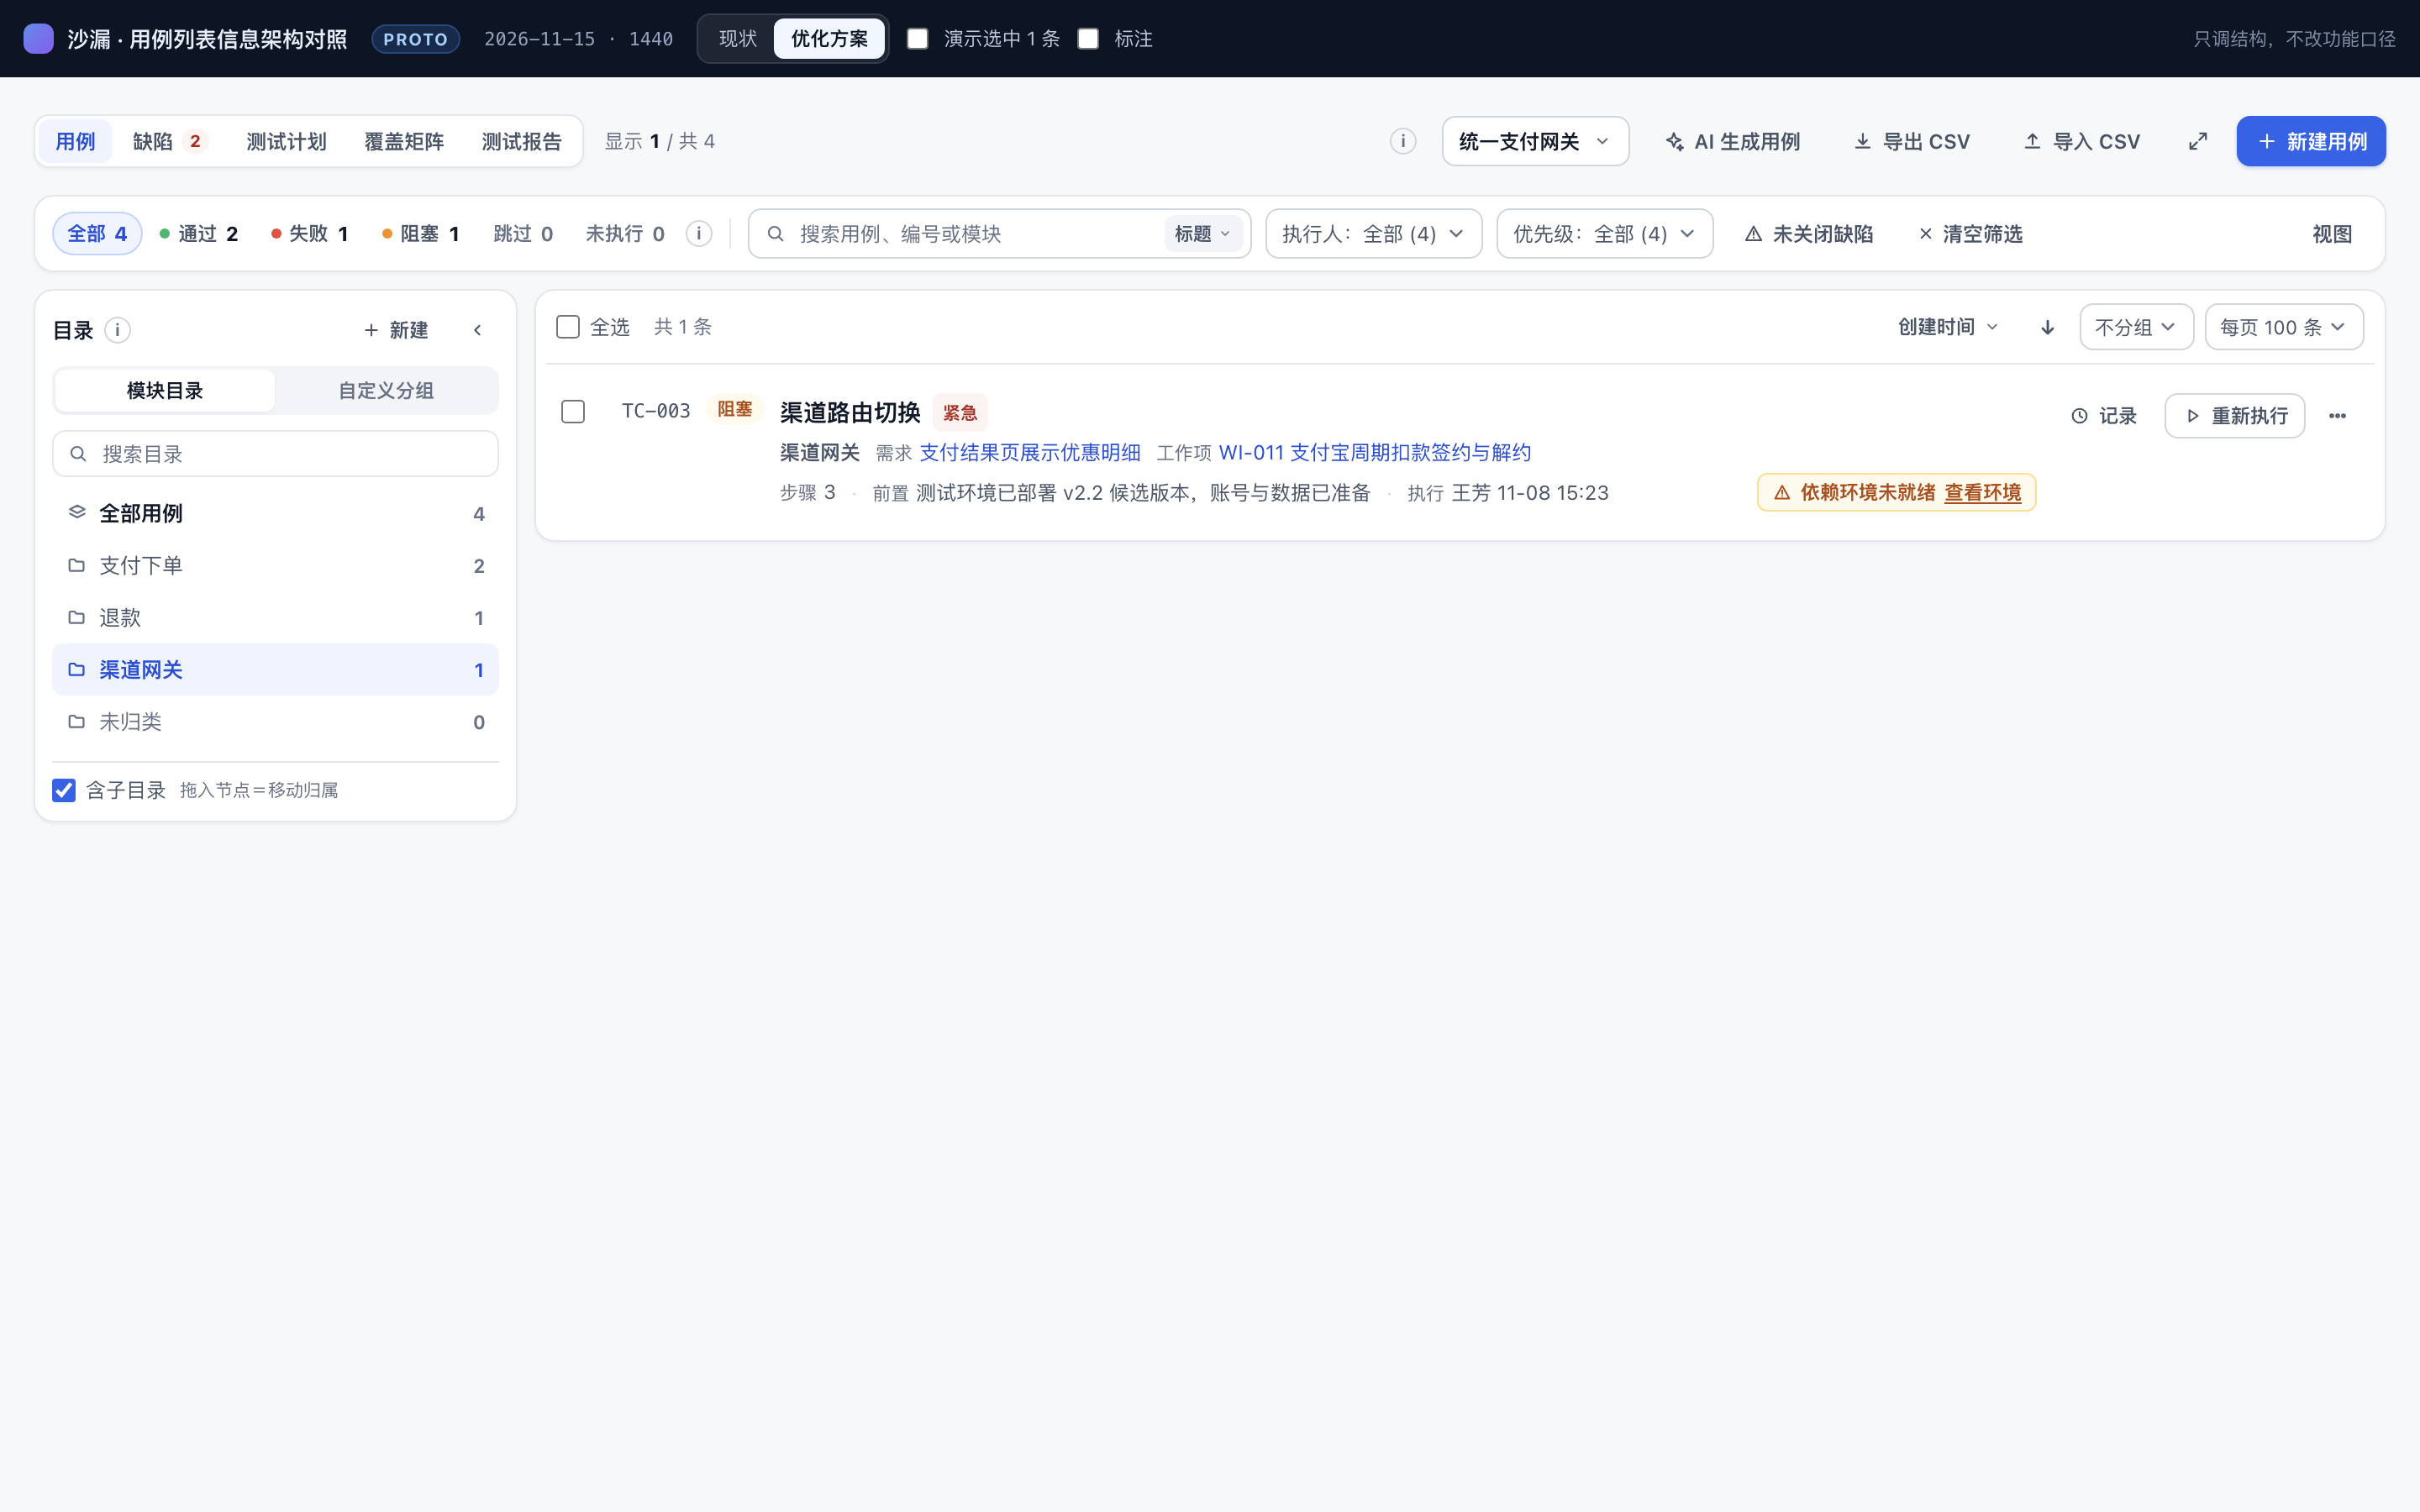 沙漏 · 用例列表信息架构对照 PROTO 2026-11-15 · 1440 现状 优化方案 演示选中 1 条 标注 只调结构，不改功能口径
用例 缺陷 2 测试计划 覆盖矩阵 测试报告 显示 1 / 共 4 i 统一支付网关 AI 生成用例 导出 CSV 导入 CSV 新建用例
全部 4 通过 2 失败 1 阻塞 1 跳过 0 未执行 0 i 搜索用例、编号或模块 标题 执行人：全部 (4) 优先级：全部 (4) 未关闭缺陷 清空筛选 视图
目录 i + 新建
模块目录 自定义分组
搜索目录
全部用例 4
支付下单 2
退款 1
渠道网关 1
未归类 0
含子目录 拖入节点＝移动归属
全选 共 1 条 创建时间 不分组 每页 100 条
TC-003 阻塞 渠道路由切换 紧急 记录 重新执行
渠道网关 需求 支付结果页展示优惠明细 工作项 WI-011 支付宝周期扣款签约与解约
步骤 3 · 前置 测试环境已部署 v2.2 候选版本，账号与数据已准备 · 执行 王芳 11-08 15:23 依赖环境未就绪 查看环境